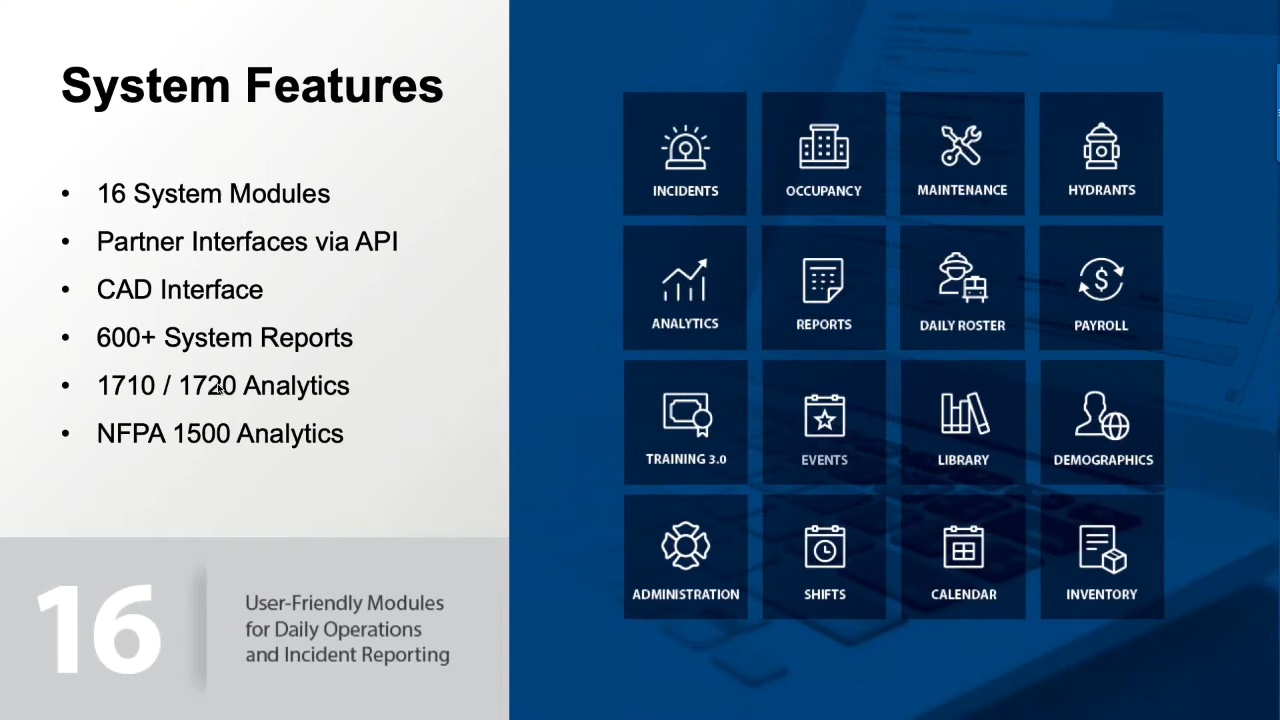 System Features
• 16 System Modules
• Partner Interfaces via API
• CAD Interface
• 600+ System Reports
• 1710 / 1720 Analytics
• NFPA 1500 Analytics
16
User-Friendly Modules
for Daily Operations
and Incident Reporting
INCIDENTS
OCCUPANCY
MAINTENANCE
HYDRANTS
ANALYTICS
REPORTS
DAILY ROSTER
PAYROLL
TRAINING 3.0
EVENTS
LIBRARY
DEMOGRAPHICS
ADMINISTRATION
SHIFTS
CALENDAR
INVENTORY